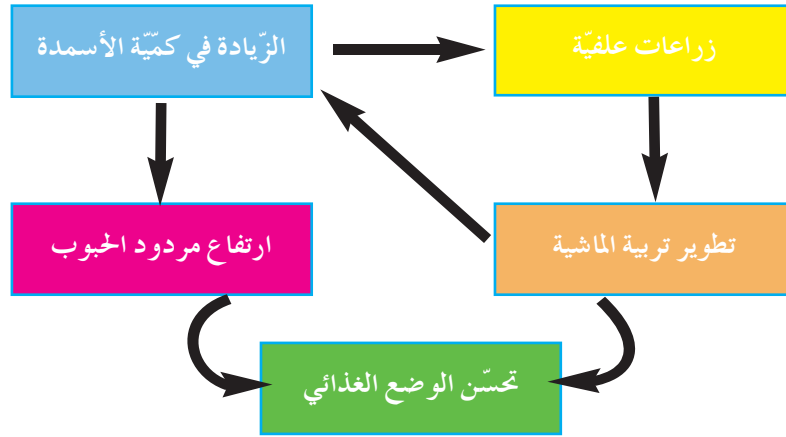 زراعات علفيّة
الزّيادة في كمّيّة الأسمدة
تطوير تربية الماشية
ارتفاع مردود الحبوب
تحسّن الوضع الغذائي